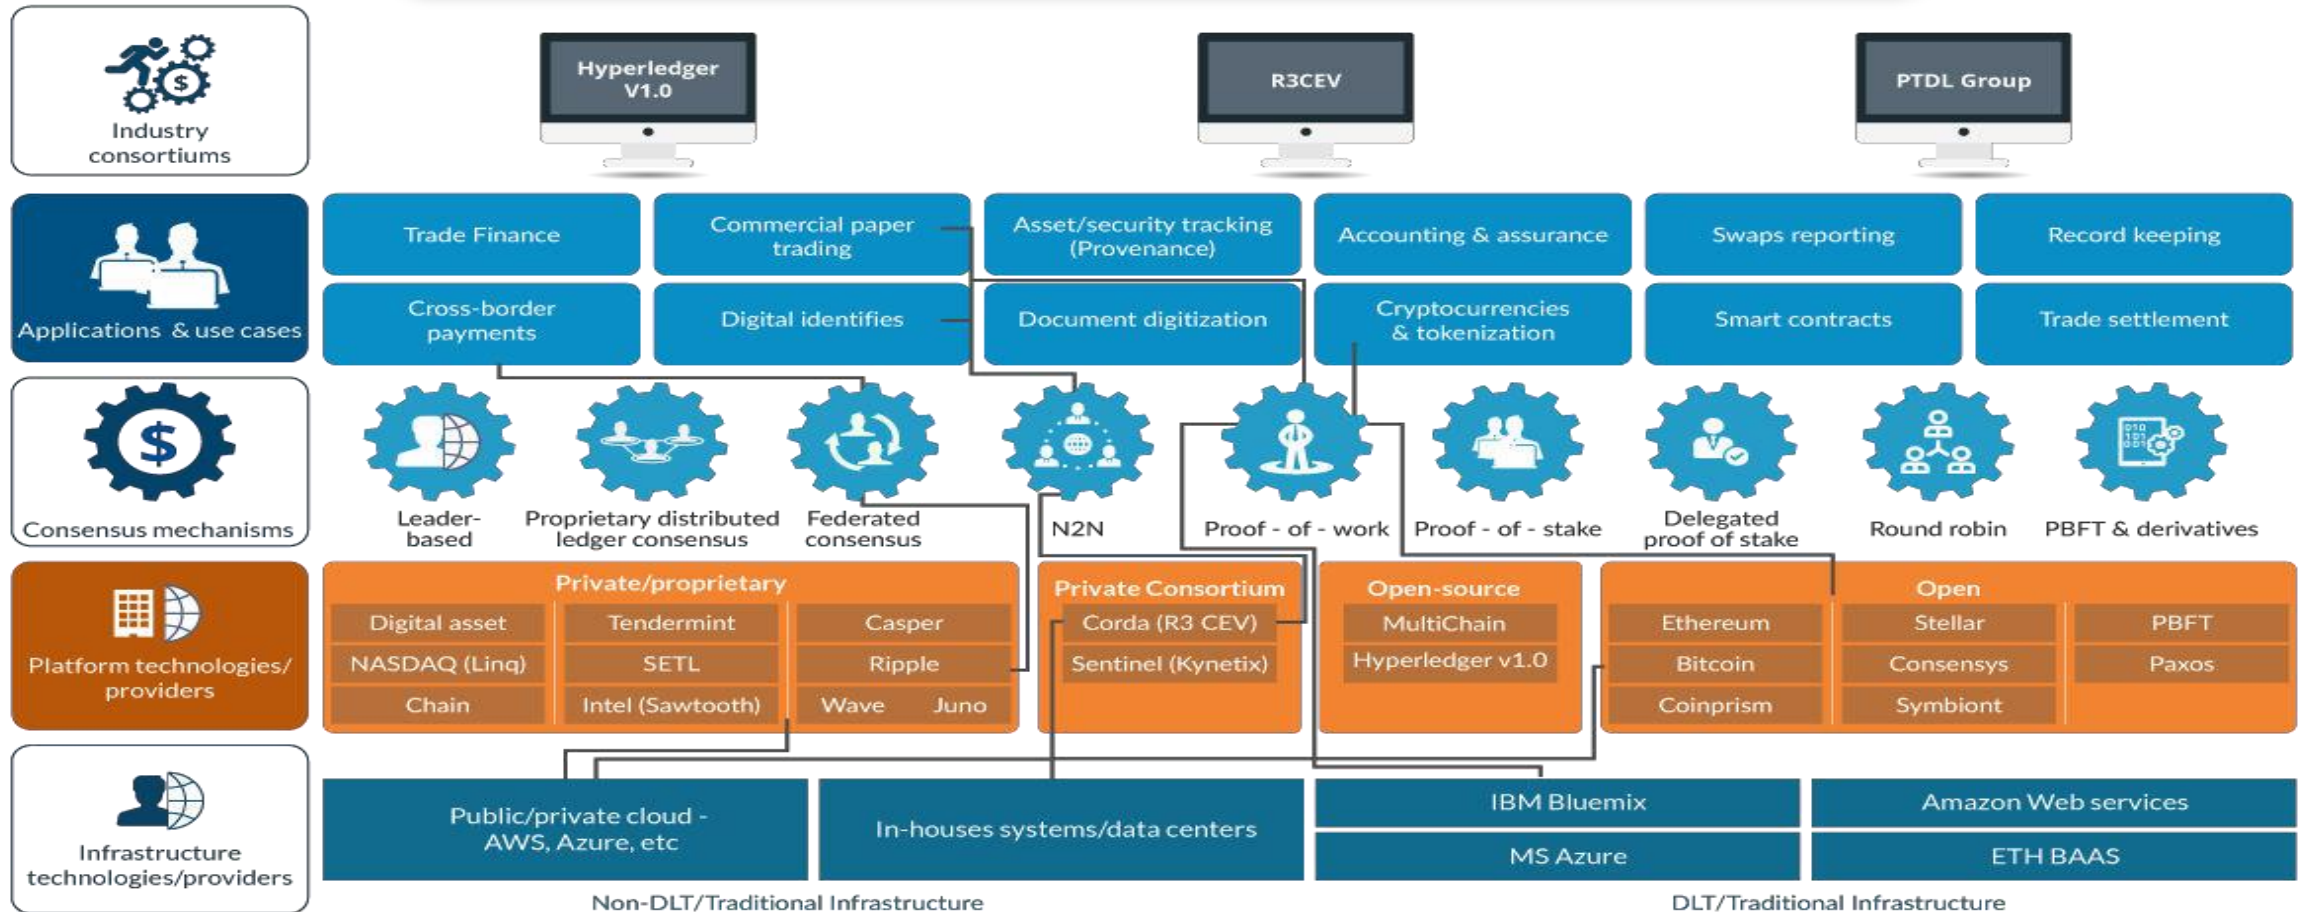 Industry
consortiums
Hyperledger
V1.0
R3CEV
PTDL Group
Applications & use cases
Trade Finance
Commercial paper
trading
Asset/security tracking
(Provenance)
Accounting & assurance
Swaps reporting
Record keeping
Cross-border
payments
Digital identifies
Document digitization
Cryptocurrencies
& tokenization
Smart contracts
Trade settlement
$
Consensus mechanisms
Leader-
based
Proprietary distributed
ledger consensus
Federated
consensus
N2N
Proof - of - work
Proof - of - stake
Delegated
proof of stake
Round robin
PBFT & derivatives
Platform technologies/
providers
Private/proprietary
Digital asset
Tendermint
Casper
NASDAQ (Linq)
SETL
Ripple
Chain
Intel (Sawtooth)
Wave Juno
Private Consortium
Corda (R3 CEV)
Sentinel (Kynetix)
Open-source
MultiChain
Hyperledger v1.0
Open
Ethereum
Stellar
PBFT
Bitcoin
Consensys
Paxos
Coinprism
Symbiont
Infrastructure
technologies/providers
Public/private cloud -
AWS, Azure, etc
In-houses systems/data centers
IBM Bluemix
Amazon Web services
MS Azure
ETH BAAS
Non-DLT/Traditional Infrastructure
DLT/Traditional Infrastructure